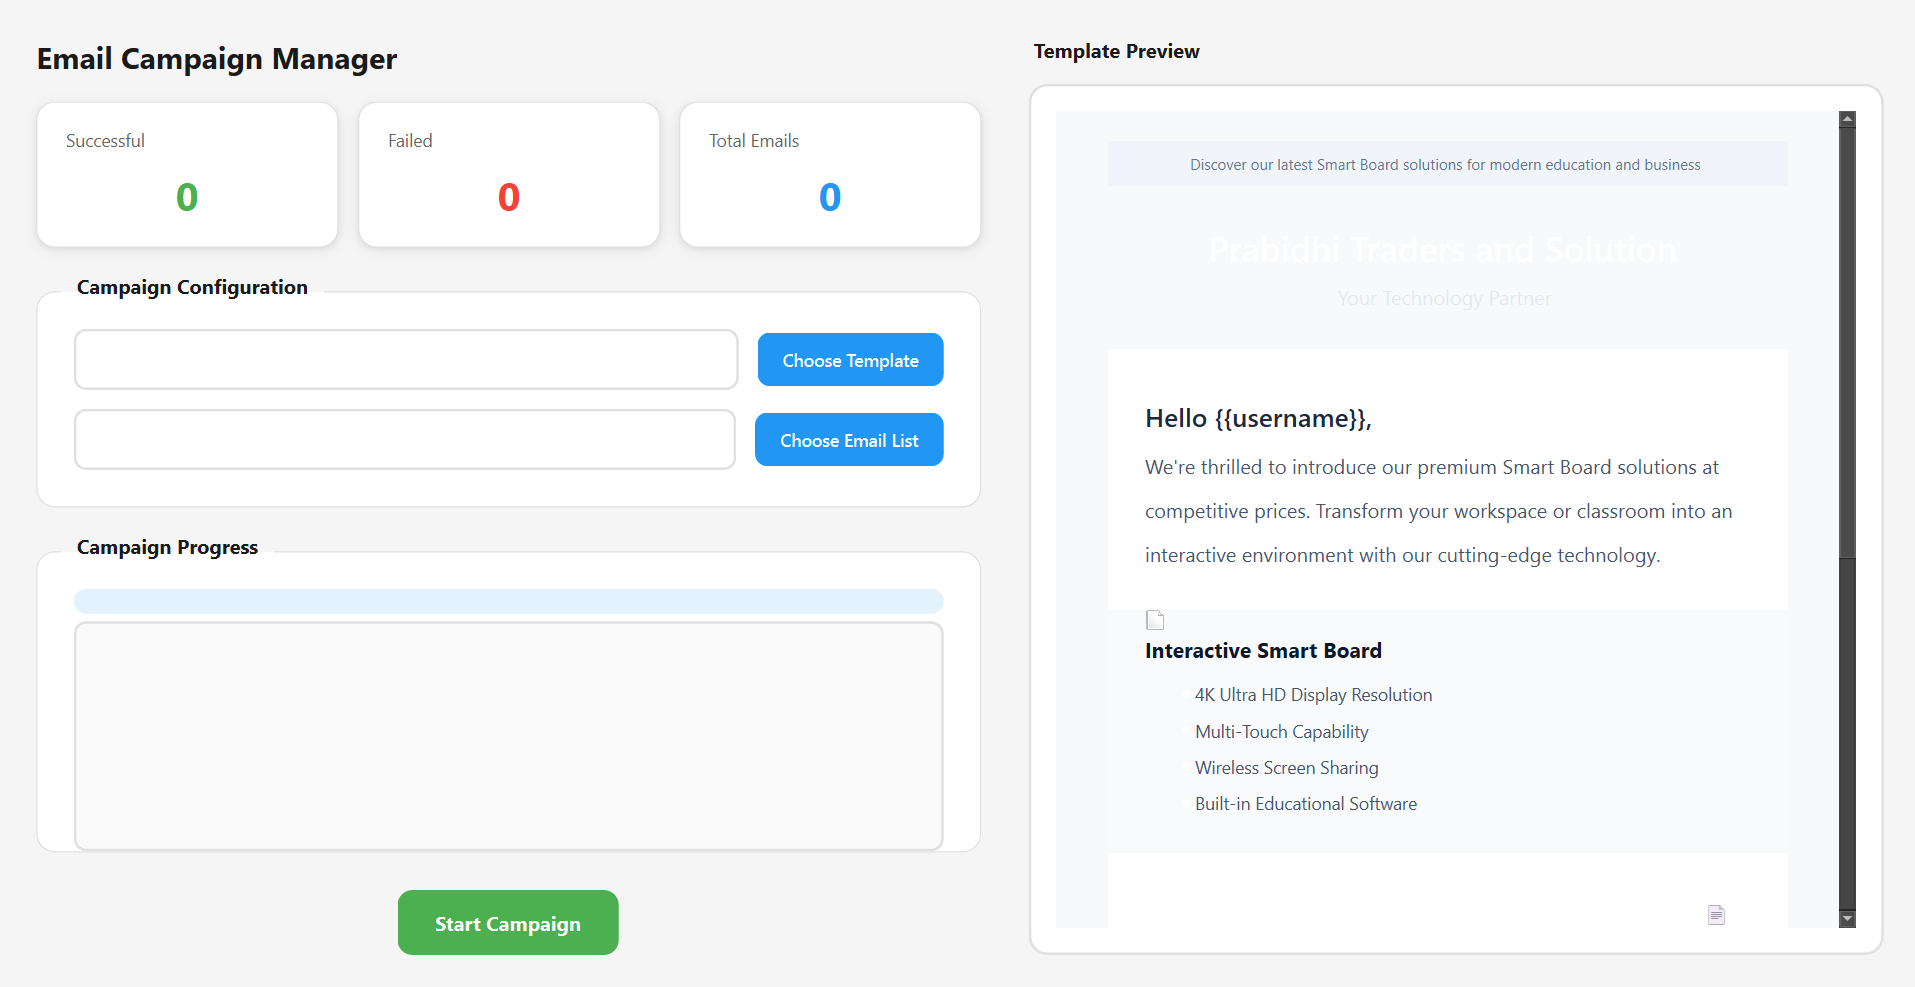 Email Campaign Manager
Successful
0
Failed
0
Total Emails
0
Campaign Configuration
Choose Template
Choose Email List
Campaign Progress
Start Campaign
Template Preview
Discover our latest Smart Board solutions for modern education and business
Prabidhi Traders and Solution
Your Technology Partner
Hello {{username}},
We're thrilled to introduce our premium Smart Board solutions at
competitive prices. Transform your workspace or classroom into an
interactive environment with our cutting-edge technology.
Interactive Smart Board
4K Ultra HD Display Resolution
Multi-Touch Capability
Wireless Screen Sharing
Built-in Educational Software